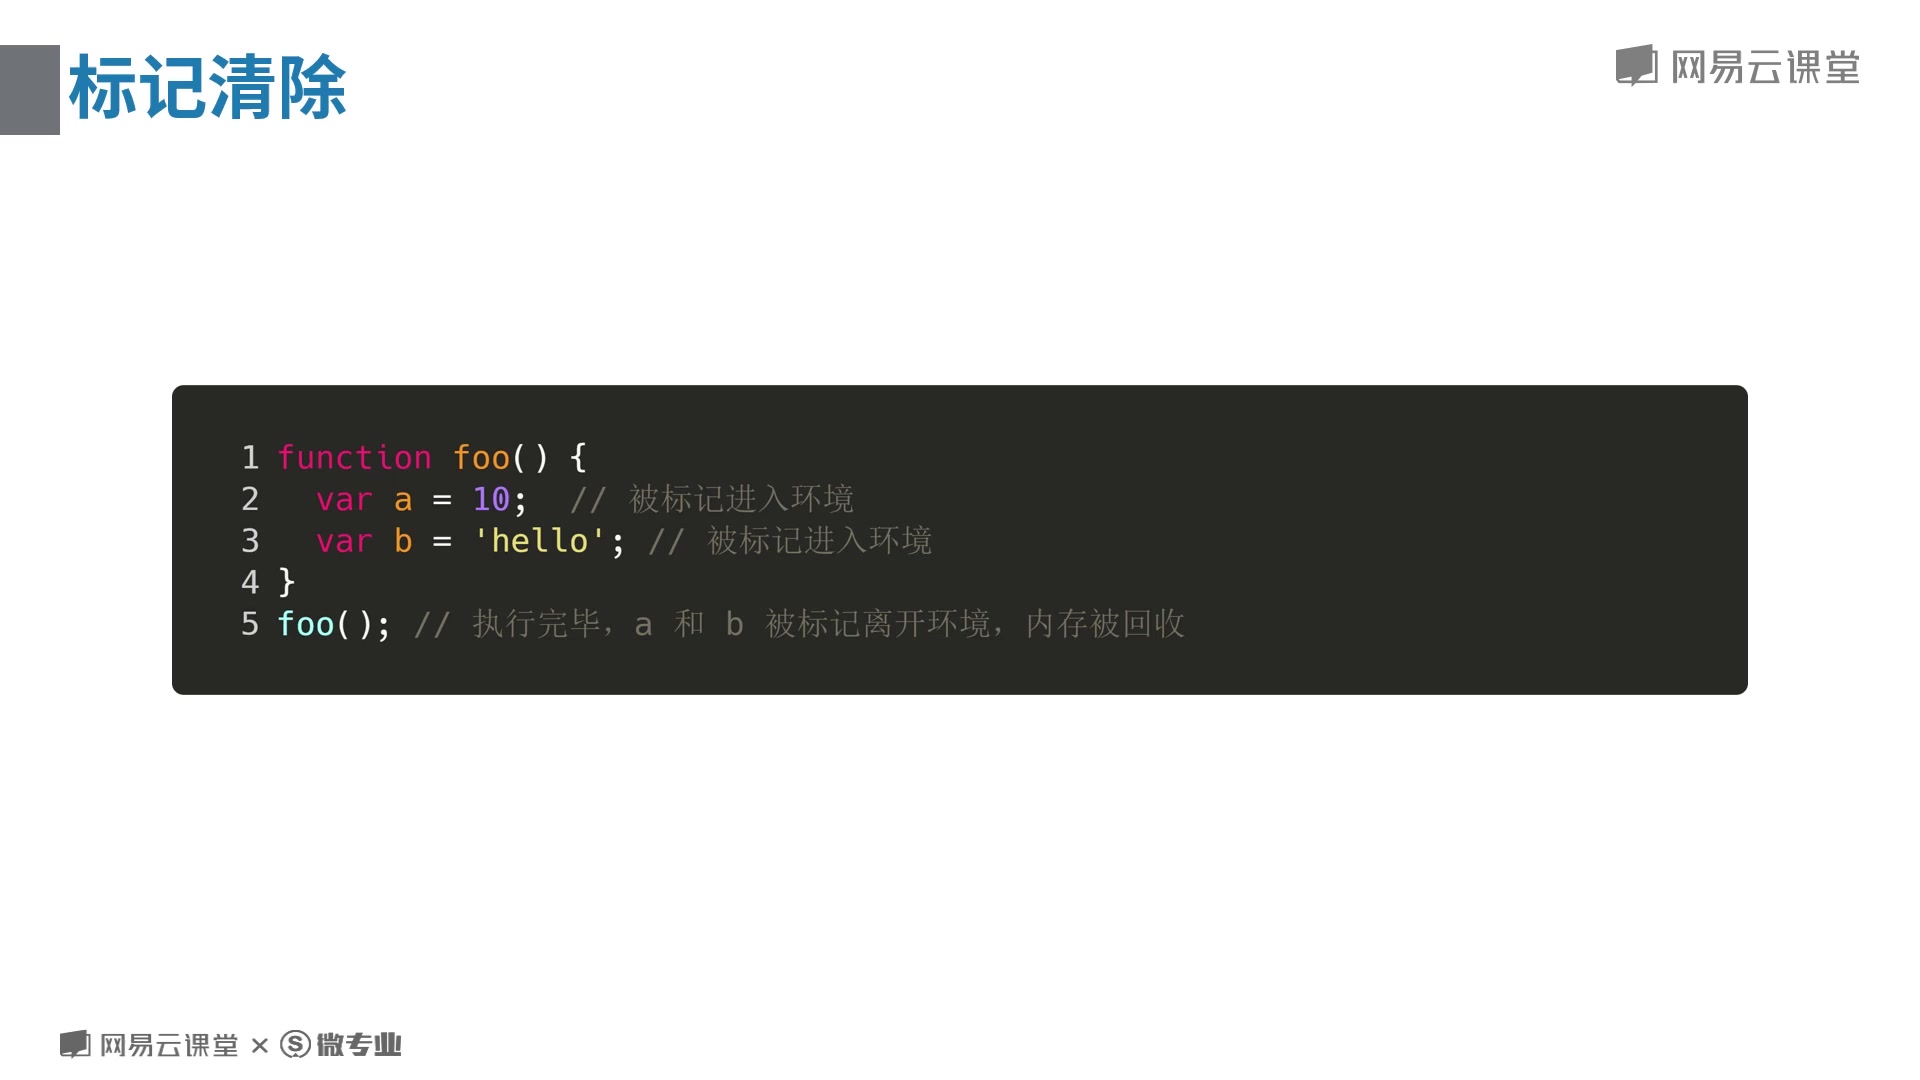 标记清除
网易云课堂
1 function foo() {
2   var a = 10;  // 被标记进入环境
3   var b = 'hello'; // 被标记进入环境
4 }
5 foo(); // 执行完毕，a 和 b 被标记离开环境，内存被回收
网易云课堂 × S 微专业